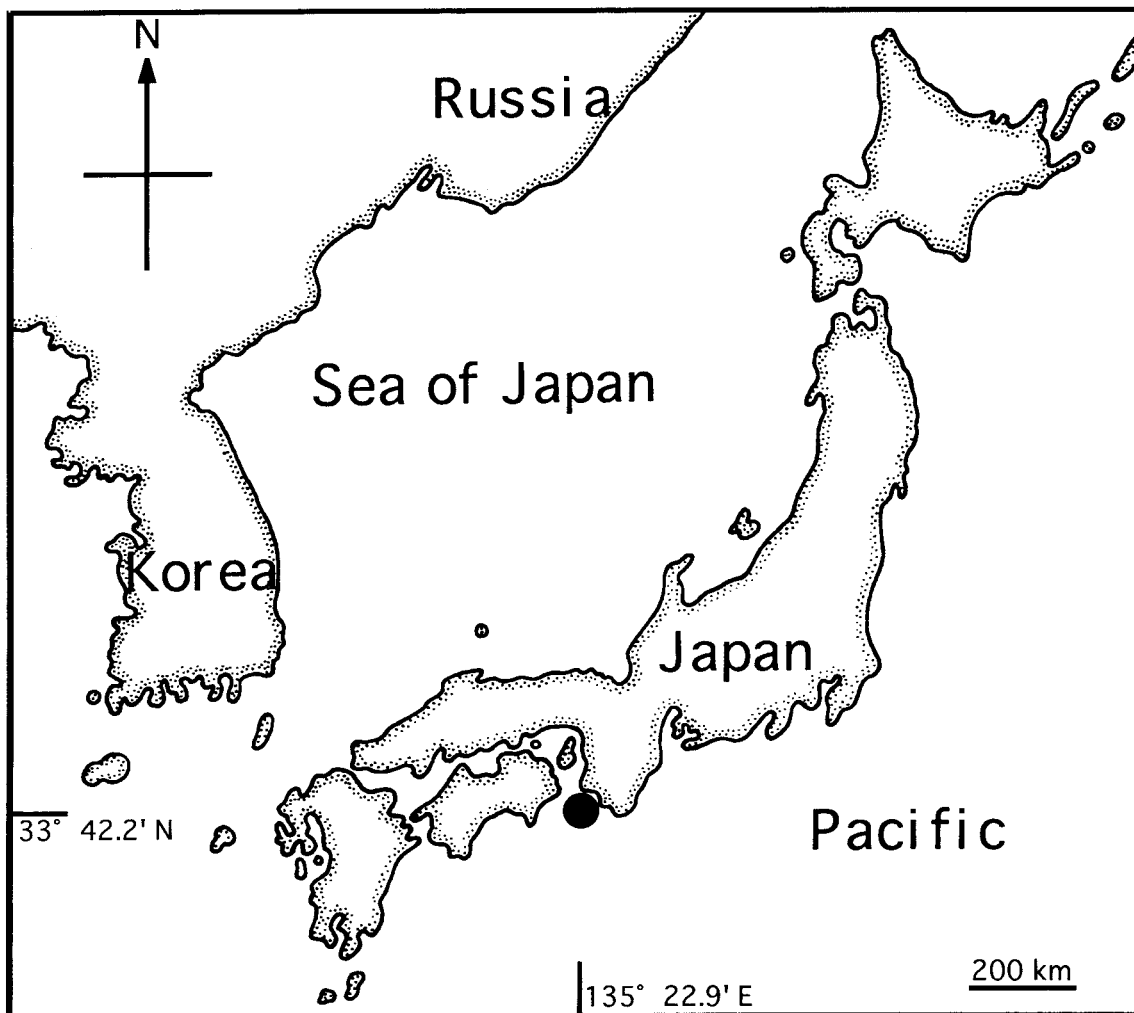 N
Russia
Sea of Japan
Korea
Japan
33° 42.2' N
Pacific
200 km
135° 22.9' E